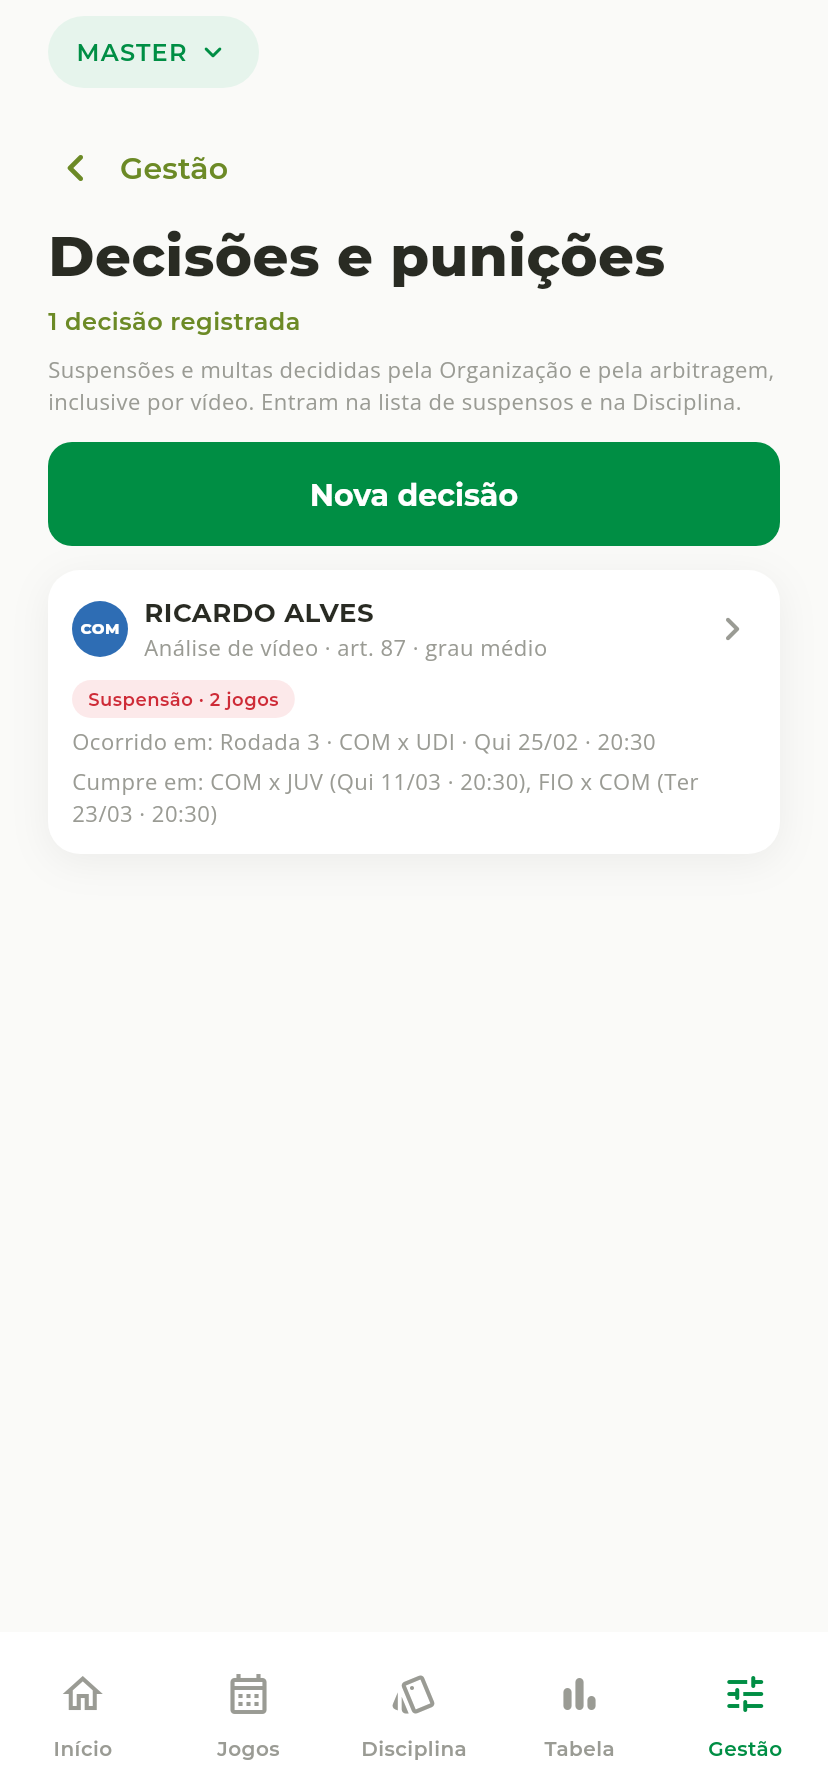 MASTER
Gestão
Decisões e punições
1 decisão registrada
Suspensões e multas decididas pela Organização e pela arbitragem,
inclusive por vídeo. Entram na lista de suspensos e na Disciplina.
Nova decisão
COM
RICARDO ALVES
Análise de vídeo · art. 87 · grau médio
Suspensão · 2 jogos
Ocorrido em: Rodada 3 · COM x UDI · Qui 25/02 · 20:30
Cumpre em: COM x JUV (Qui 11/03 · 20:30), FIO x COM (Ter
23/03 · 20:30)
Início
Jogos
Disciplina
Tabela
Gestão